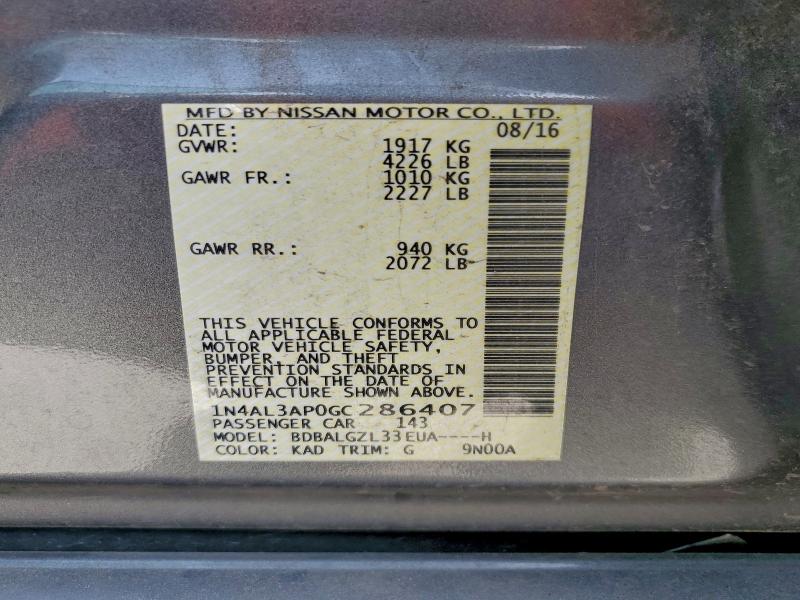 MFD BY NISSAN MOTOR CO., LTD.
DATE: 08/16
GVWR: 1917 KG
4226 LB
GAWR FR.: 1010 KG
2227 LB
GAWR RR.: 940 KG
2072 LB
THIS VEHICLE CONFORMS TO
ALL APPLICABLE FEDERAL
MOTOR VEHICLE SAFETY,
BUMPER, AND THEFT
PREVENTION STANDARDS IN
EFFECT ON THE DATE OF
MANUFACTURE SHOWN ABOVE.
1N4AL3AP0GC286407
PASSENGER CAR 143
MODEL: BDBALGZL33EUA----H
COLOR: KAD TRIM: G 9N00A